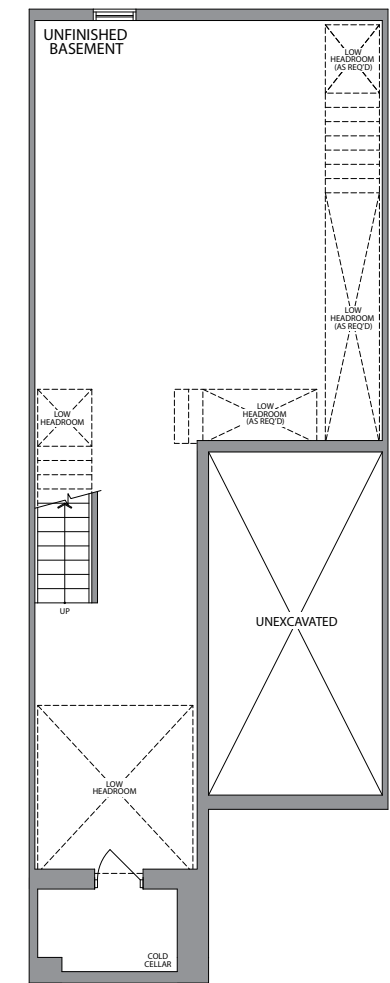 UNFINISHED
BASEMENT
LOW
HEADROOM
(AS REQ'D)
LOW
HEADROOM
(AS REQ'D)
LOW
HEADROOM
LOW
HEADROOM
(AS REQ'D)
UP
UNEXCAVATED
LOW
HEADROOM
COLD
CELLAR